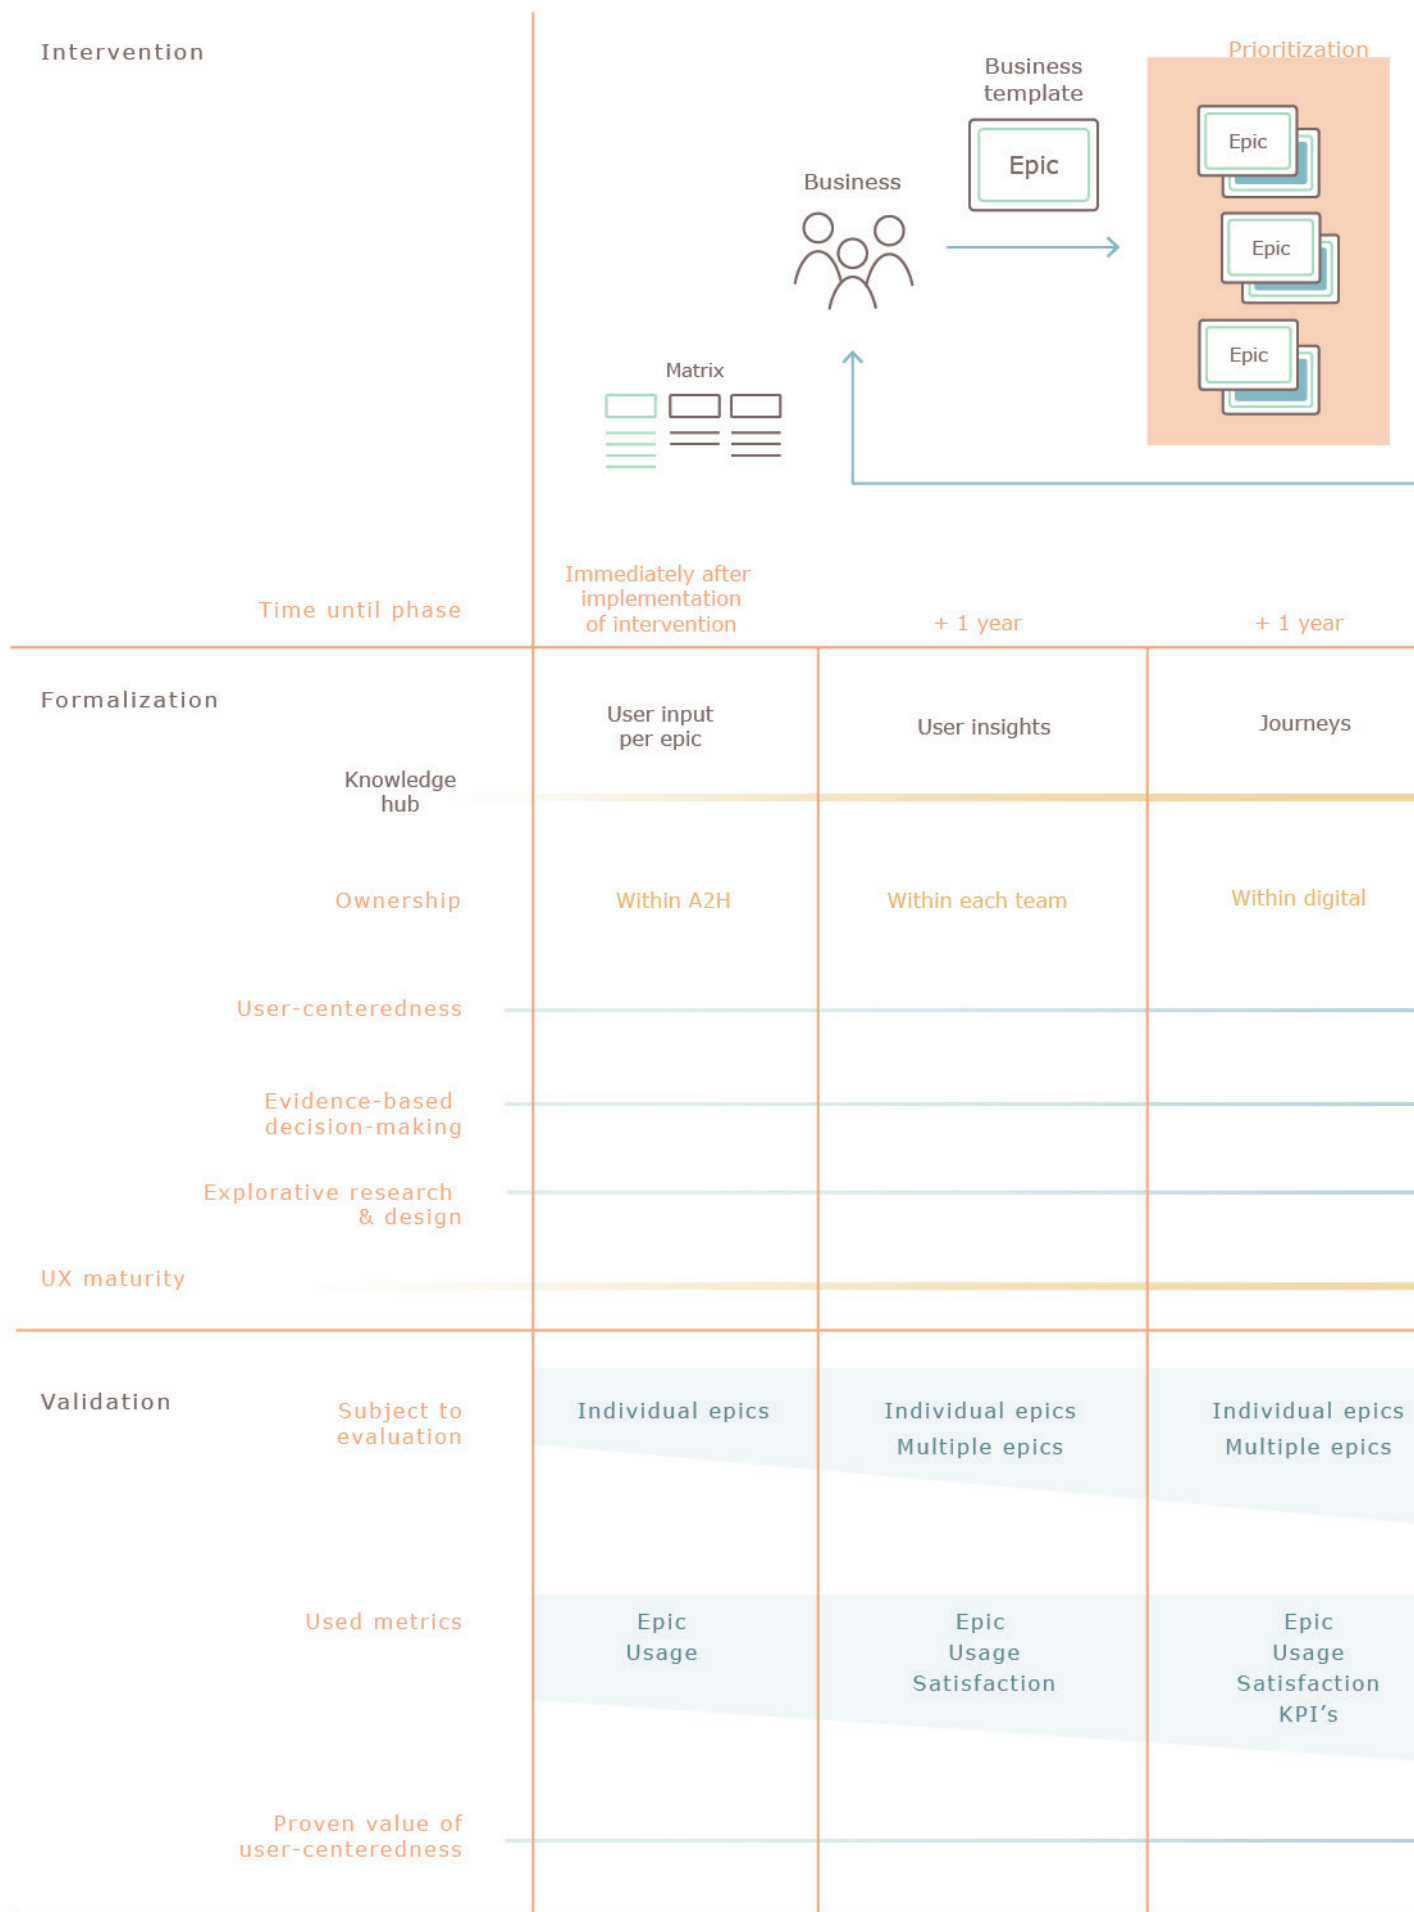 Intervention
Prioritization
Business
template
Epic
Epic
Business
Epic
Epic
Matrix
Time until phase
Immediately after
implementation
of intervention
+ 1 year
+ 1 year
Formalization
User input
per epic
User insights
Journeys
Knowledge
hub
Ownership
Within A2H
Within each team
Within digital
User-centeredness
Evidence-based
decision-making
Explorative research
& design
UX maturity
Validation
Subject to
evaluation
Individual epics
Individual epics
Multiple epics
Individual epics
Multiple epics
Used metrics
Epic
Usage
Epic
Usage
Satisfaction
Epic
Usage
Satisfaction
KPI’s
Proven value of
user-centeredness